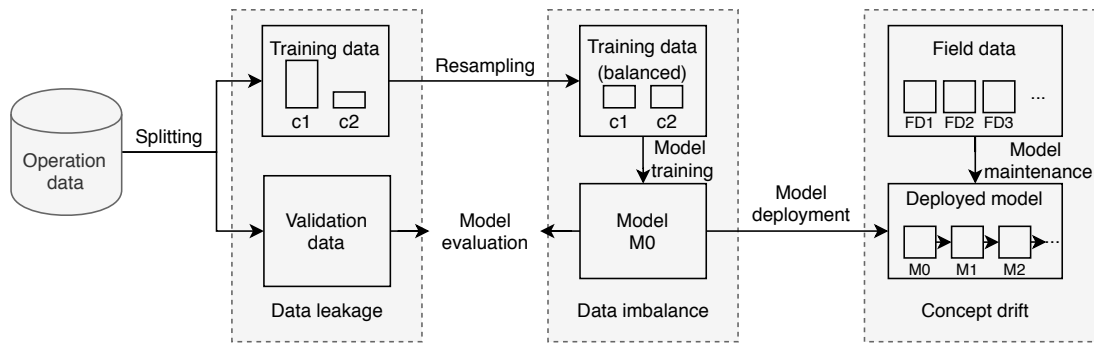 Operation
data
Splitting
Training data
c1
c2
Validation
data
Data leakage
Resampling
Model
evaluation
Training data
(balanced)
c1
c2
Model
training
Model
M0
Data imbalance
Model
deployment
Field data
...
FD1
FD2
FD3
Model
maintenance
Deployed model
...
M0
M1
M2
Concept drift